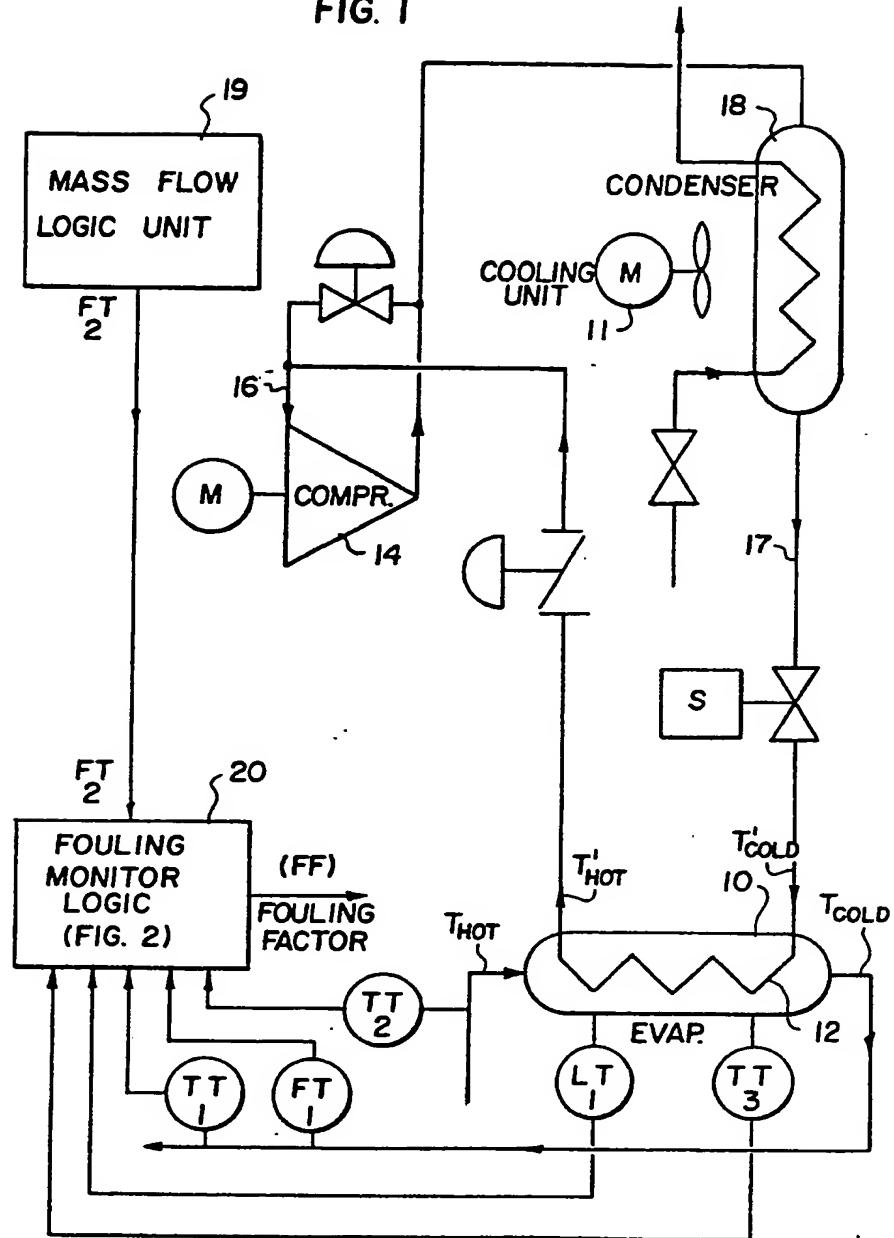 FIG. 1
19
MASS FLOW
LOGIC UNIT
FT
2
18
CONDENSER
COOLING
UNIT
M
11
16
M
COMPR.
14
17
S
FT
2
20
FOULING
MONITOR
LOGIC
(FIG. 2)
(FF)
FOULING
FACTOR
T'HOT
T'COLD
10
THOT
TCOLD
TT
2
EVAP.
12
TT
1
FT
1
LT
1
TT
3